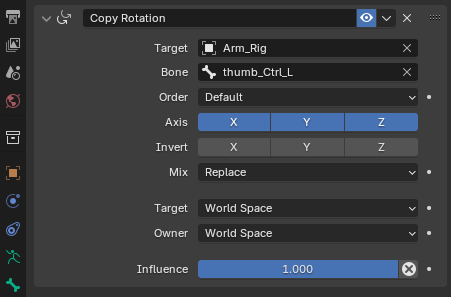 Copy Rotation
Target Arm_Rig
Bone thumb_Ctrl_L
Order Default
Axis X Y Z
Invert X Y Z
Mix Replace
Target World Space
Owner World Space
Influence 1.000